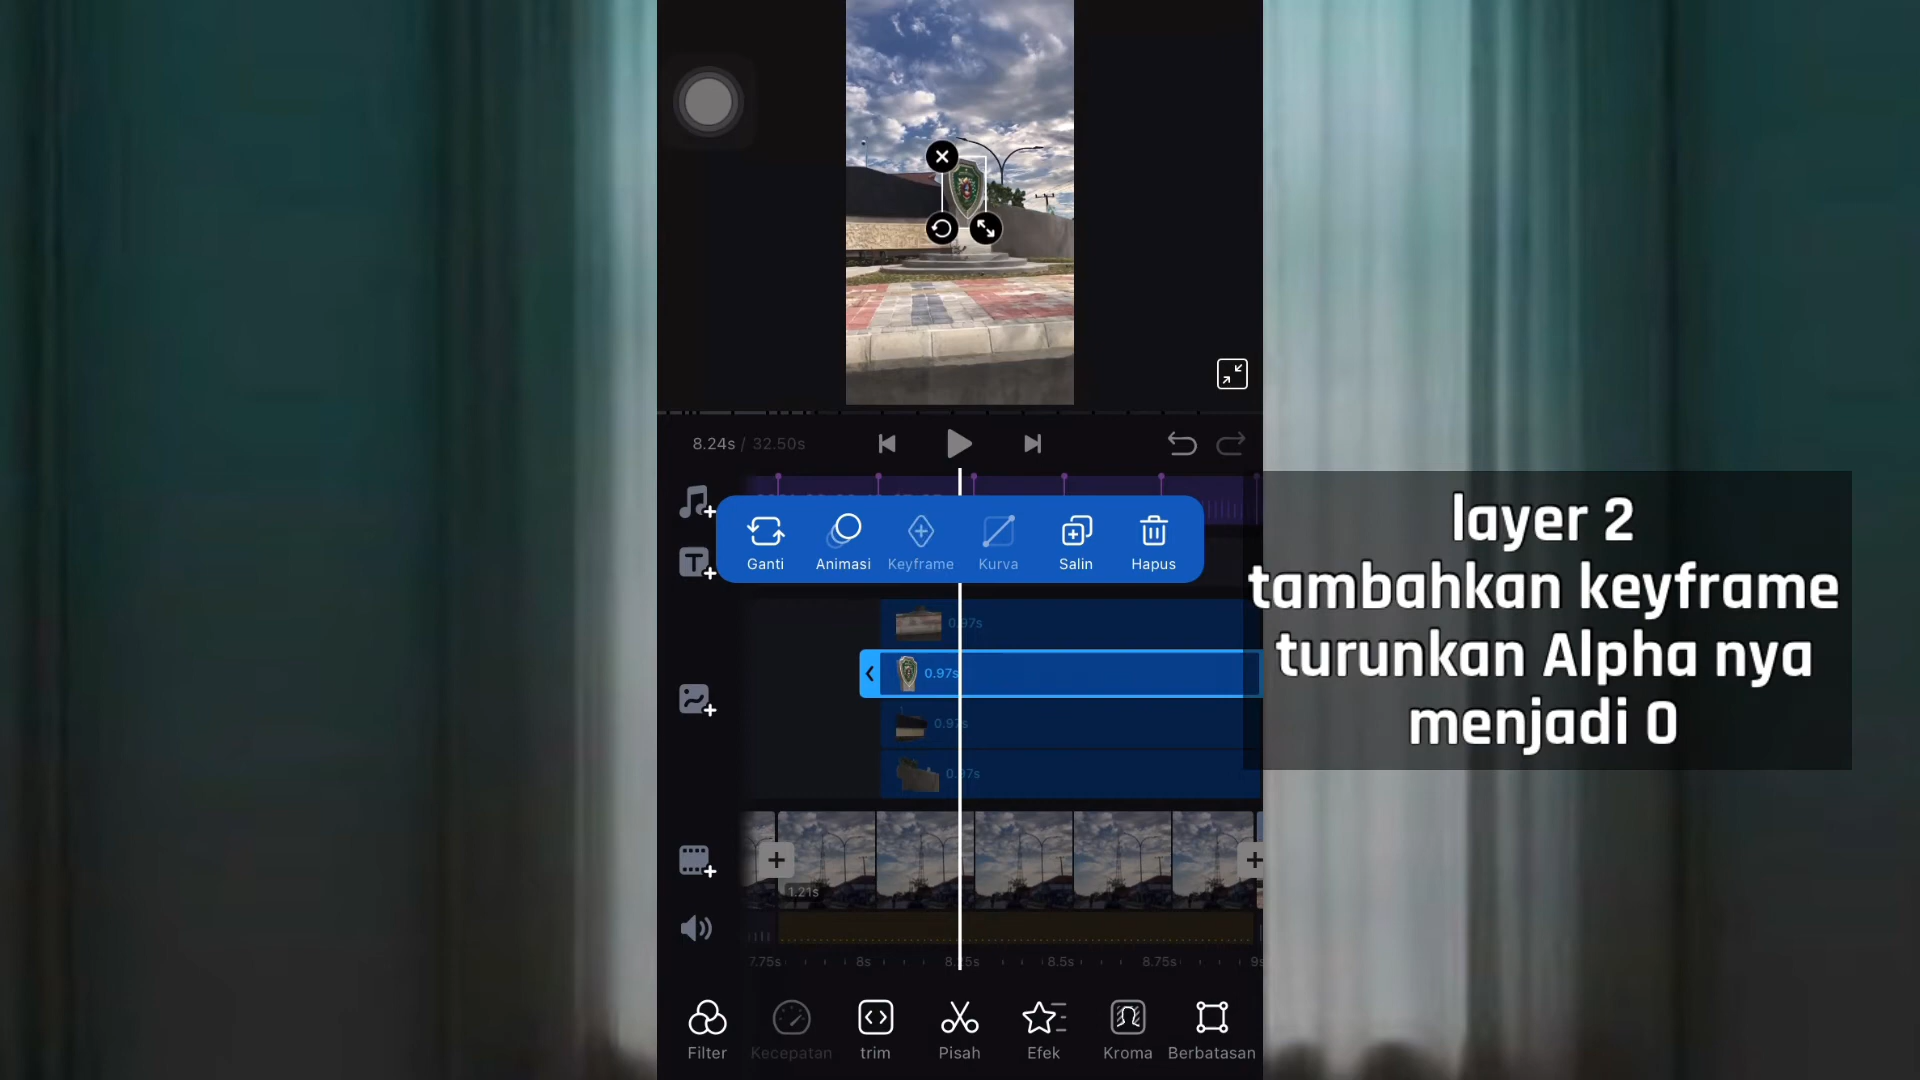 8.24s / 32.50s
Ganti Animasi Keyframe Kurva Salin Hapus
0.97s
0.97s
0.97s
0.97s
1.21s
7.75s 8s 8.25s 8.5s 8.75s 9s
Filter Kecepatan trim Pisah Efek Kroma Berbatasan
layer 2
tambahkan keyframe
turunkan Alpha nya
menjadi 0